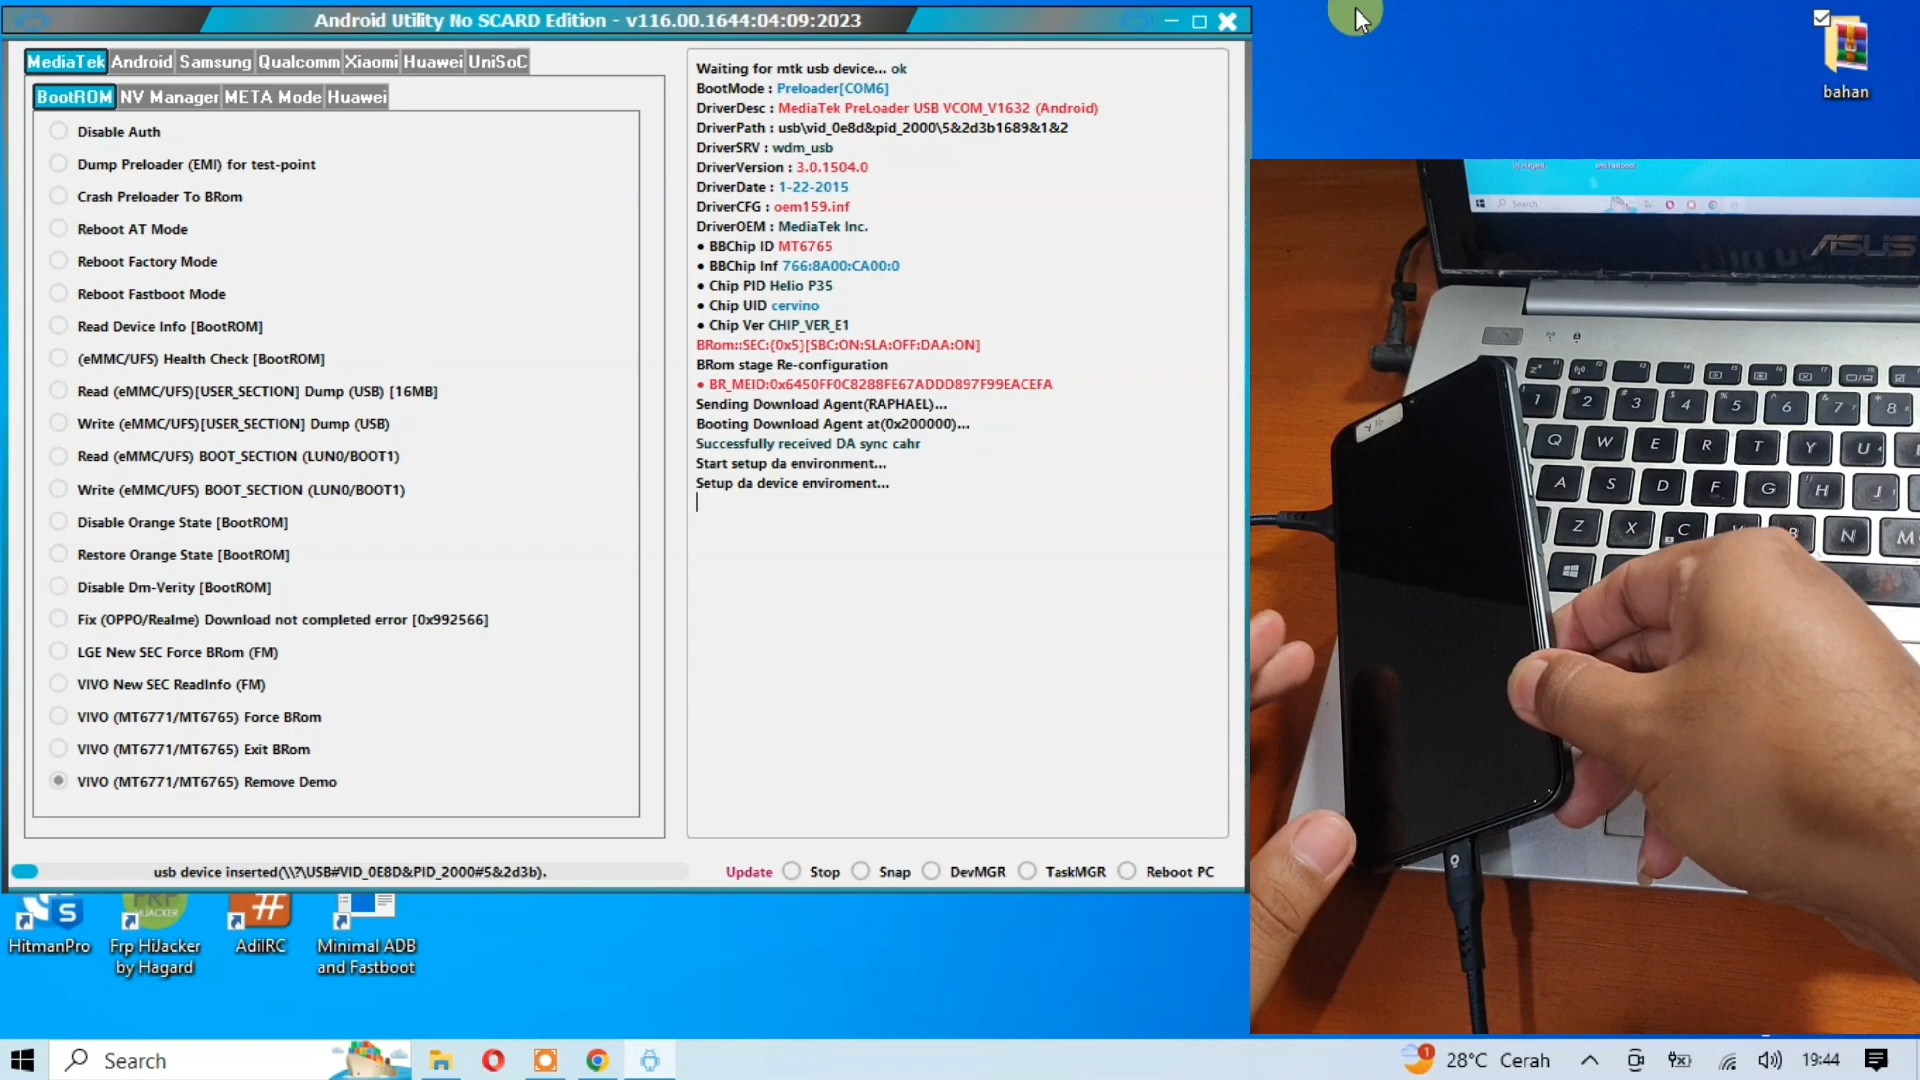 Android Utility No SCARD Edition - v116.00.1644:04:09:2023
MediaTek Android Samsung Qualcomm Xiaomi Huawei UniSoC
BootROM NV Manager META Mode Huawei
Disable Auth
Dump Preloader (EMI) for test-point
Crash Preloader To BRom
Reboot AT Mode
Reboot Factory Mode
Reboot Fastboot Mode
Read Device Info [BootROM]
(eMMC/UFS) Health Check [BootROM]
Read (eMMC/UFS)[USER_SECTION] Dump (USB) [16MB]
Write (eMMC/UFS)[USER_SECTION] Dump (USB)
Read (eMMC/UFS) BOOT_SECTION (LUN0/BOOT1)
Write (eMMC/UFS) BOOT_SECTION (LUN0/BOOT1)
Disable Orange State [BootROM]
Restore Orange State [BootROM]
Disable Dm-Verity [BootROM]
Fix (OPPO/Realme) Download not completed error [0x992566]
LGE New SEC Force BRom (FM)
VIVO New SEC ReadInfo (FM)
VIVO (MT6771/MT6765) Force BRom
VIVO (MT6771/MT6765) Exit BRom
VIVO (MT6771/MT6765) Remove Demo
Waiting for mtk usb device... ok
BootMode : Preloader[COM6]
DriverDesc : MediaTek PreLoader USB VCOM_V1632 (Android)
DriverPath : usb\vid_0e8d&pid_2000\5&2d3b1689&1&2
DriverSRV : wdm_usb
DriverVersion : 3.0.1504.0
DriverDate : 1-22-2015
DriverCFG : oem159.inf
DriverOEM : MediaTek Inc.
• BBChip ID MT6765
• BBChip Inf 766:8A00:CA00:0
• Chip PID Helio P35
• Chip UID cervino
• Chip Ver CHIP_VER_E1
BRom::SEC:{0x5}[SBC:ON:SLA:OFF:DAA:ON]
BRom stage Re-configuration
• BR_MEID:0x6450FF0C8288FE67ADDD897F99EACEFA
Sending Download Agent(RAPHAEL)...
Booting Download Agent at(0x200000)...
Successfully received DA sync cahr
Start setup da environment...
Setup da device enviroment...
usb device inserted(\\?\USB#VID_0E8D&PID_2000#5&2d3b).
Update Stop Snap DevMGR TaskMGR Reboot PC
bahan
Search
ASUS
1 2 3 4 5 6 7 8
Q W E R T Y U
A S D F G H J
Z X C V B N M
HitmanPro
Frp HiJacker
by Hagard
AdiIRC
Minimal ADB
and Fastboot
Search
1
28°C Cerah
19:44